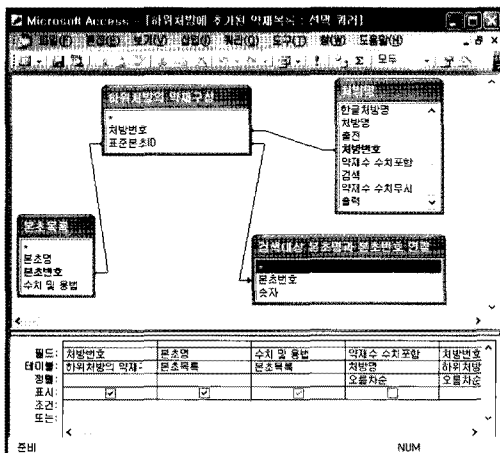 Microsoft Access - [하위처방에 추가된 약재목록 : 선택 쿼리]
파일(F) 편집(E) 보기(V) 삽입(I) 쿼리(Q) 도구(T) 창(W) 도움말(H)
모두
하위처방의 약재구성
*
처방번호
표준본초ID
처방명
한글처방명
처방명
출전
처방번호
약재수 수치포함
검색
약재수 수치무시
출력
본초목록
*
본초명
본초번호
수치 및 용법
검색대상 본초명과 본초번호 연결
*
본초번호
숫자
필드: 처방번호 본초명 수치 및 용법 약재수 수치포함 처방번호
테이블: 하위처방의 약재 본초목록 본초목록 처방명 하위처방
정렬: 오름차순 오름차순
표시:
조건:
또는:
준비 NUM